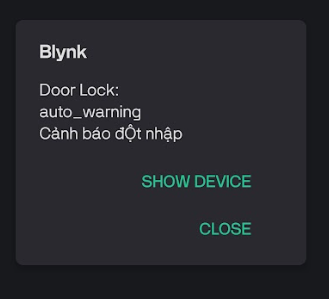 Blynk
Door Lock:
auto_warning
Cảnh báo đỘt nhập
SHOW DEVICE
CLOSE